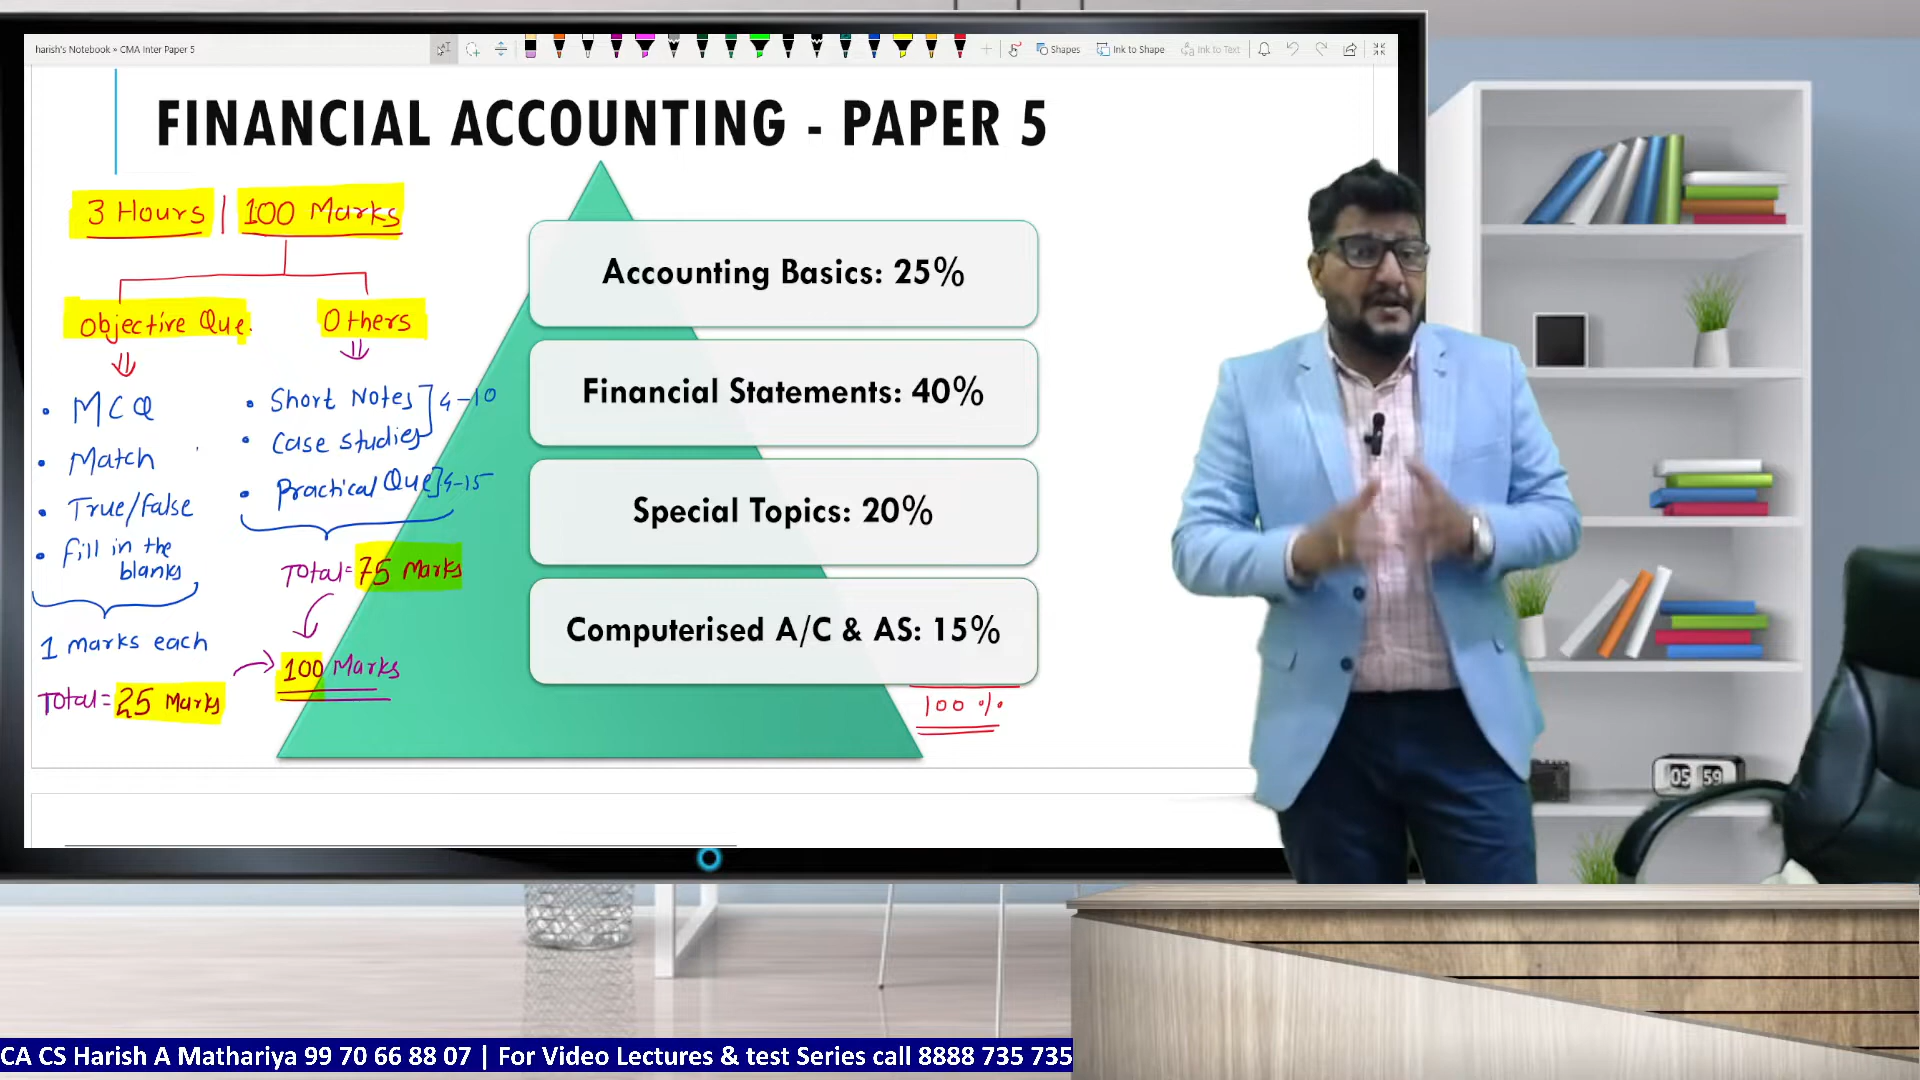 harish's Notebook » CMA Inter Paper 5
Shapes
Ink to Shape
Ink to Text
FINANCIAL ACCOUNTING - PAPER 5
3 Hours | 100 Marks
Objective Que.
Others
• MCQ
• Match
• True/False
• fill in the
blanks
1 marks each
Total = 25 Marks
• Short Notes
• Case studies
4-10
• Practical Que
Total = 75 Marks
100 Marks
Accounting Basics: 25%
Financial Statements: 40%
Special Topics: 20%
Computerised A/C & AS: 15%
100 %
05 59
CA CS Harish A Mathariya 99 70 66 88 07 | For Video Lectures & test Series call 8888 735 735